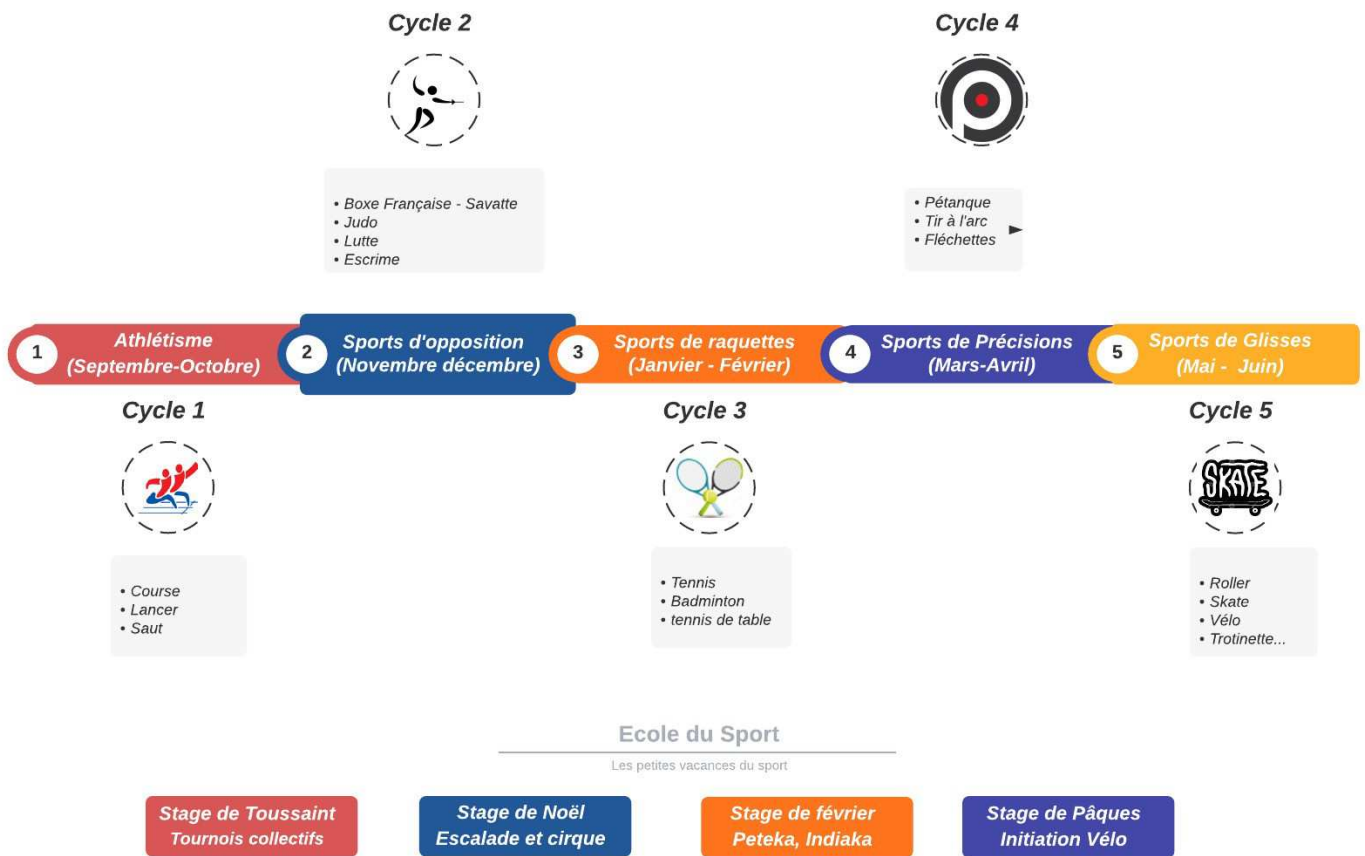 Cycle 2
Cycle 4
• Boxe Française - Savatte
• Judo
• Lutte
• Escrime
• Pétanque
• Tir à l'arc
• Fléchettes
1
Athlétisme
(Septembre-Octobre)
2
Sports d'opposition
(Novembre décembre)
3
Sports de raquettes
(Janvier - Février)
4
Sports de Précisions
(Mars-Avril)
5
Sports de Glisses
(Mai - Juin)
Cycle 1
Cycle 3
Cycle 5
SKATE
• Course
• Lancer
• Saut
• Tennis
• Badminton
• tennis de table
• Roller
• Skate
• Vélo
• Trotinette...
Ecole du Sport
Les petites vacances du sport
Stage de Toussaint
Tournois collectifs
Stage de Noël
Escalade et cirque
Stage de février
Peteka, Indiaka
Stage de Pâques
Initiation Vélo